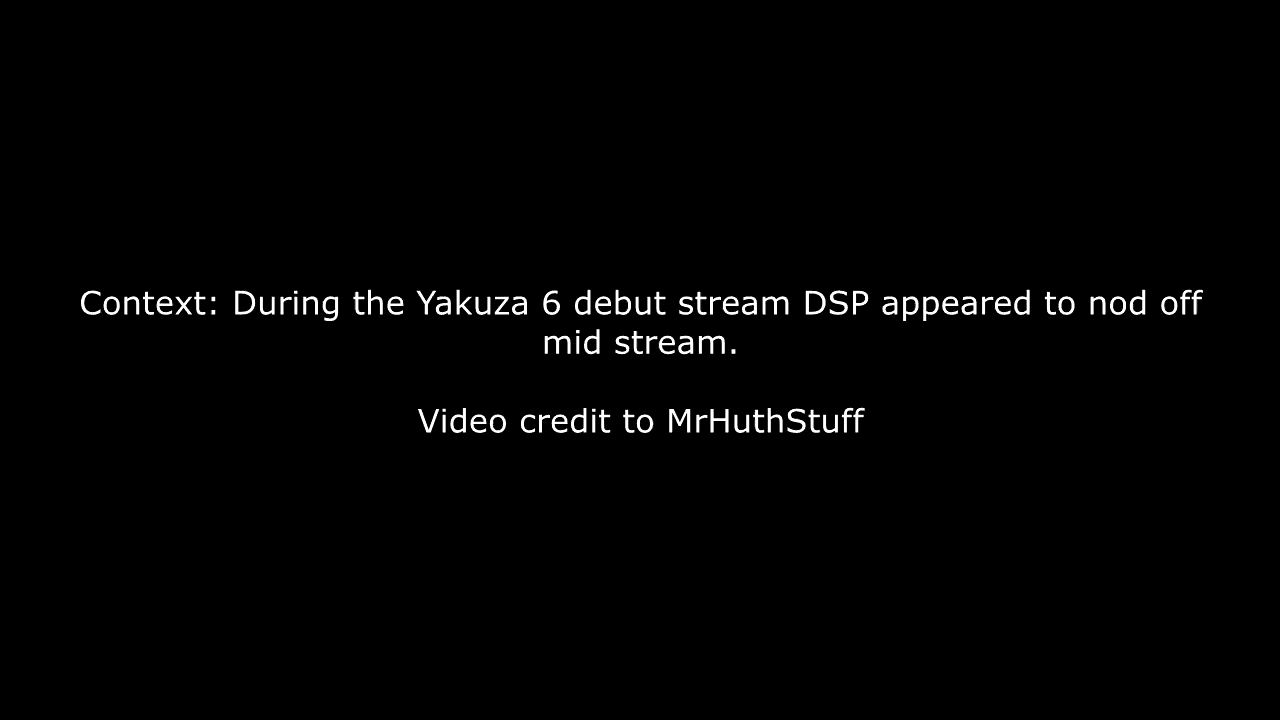 Context: During the Yakuza 6 debut stream DSP appeared to nod off
mid stream.
Video credit to MrHuthStuff